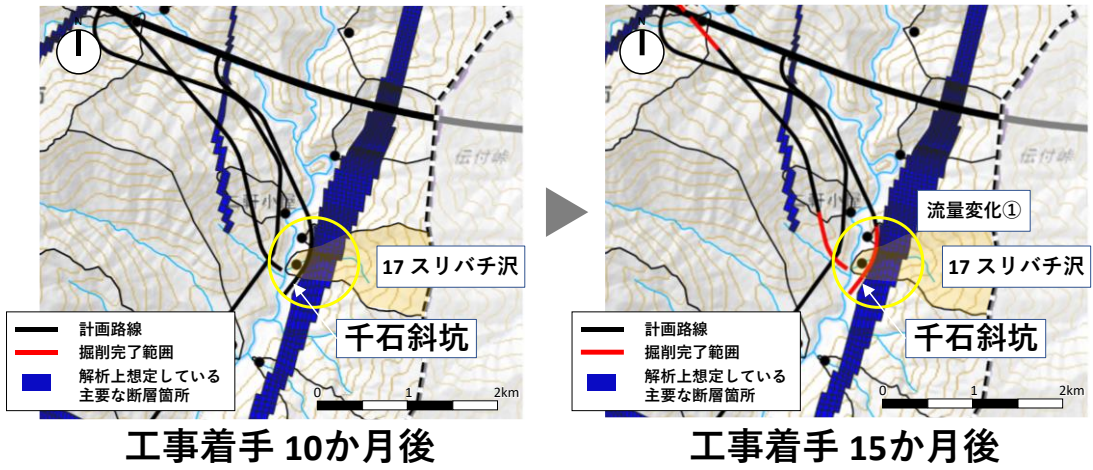 N
伝付峠
17 スリバチ沢
千石斜坑
計画路線
掘削完了範囲
解析上想定している
主要な断層箇所
0 1 2km
工事着手 10か月後
N
伝付峠
流量変化①
17 スリバチ沢
千石斜坑
計画路線
掘削完了範囲
解析上想定している
主要な断層箇所
0 1 2km
工事着手 15か月後